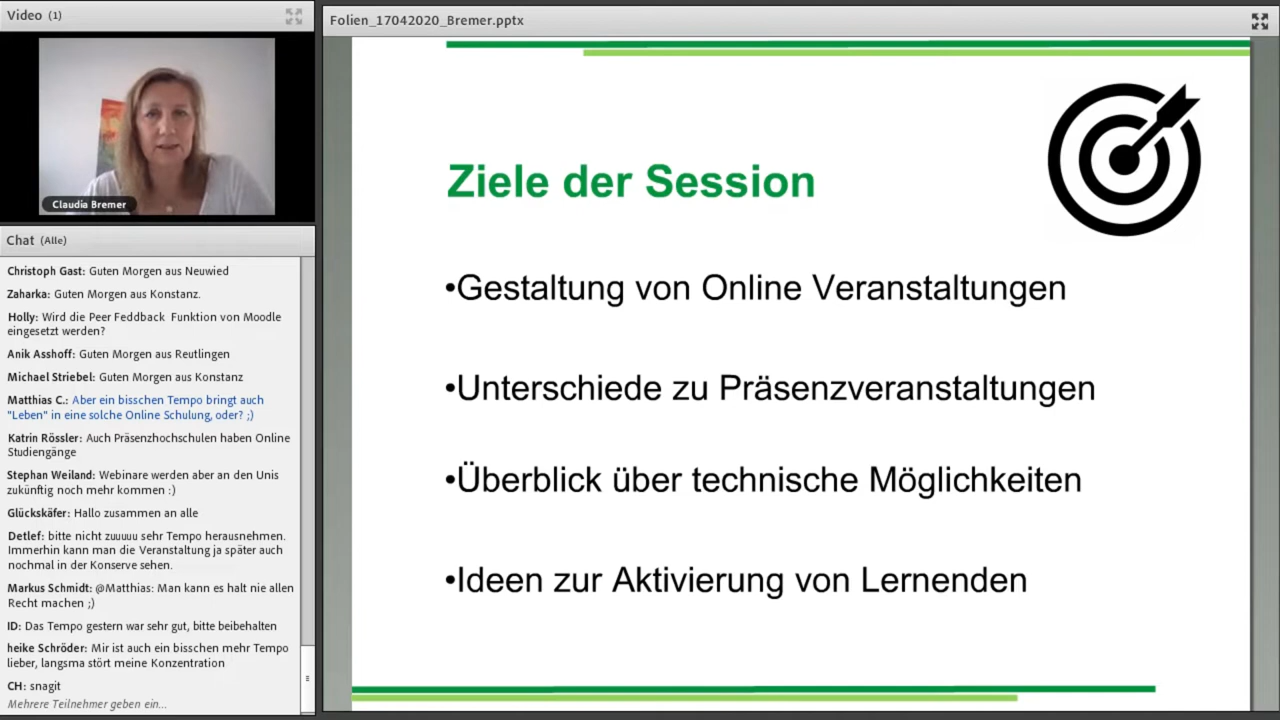 Video (1)
Claudia Bremer
Chat (Alle)
Christoph Gast: Guten Morgen aus Neuwied
Zaharka: Guten Morgen aus Konstanz.
Holly: Wird die Peer Feddback Funktion von Moodle
eingesetzt werden?
Anik Asshoff: Guten Morgen aus Reutlingen
Michael Striebel: Guten Morgen aus Konstanz
Matthias C.: Aber ein bisschen Tempo bringt auch
"Leben" in eine solche Online Schulung, oder? ;)
Katrin Rössler: Auch Präsenzhochschulen haben Online
Studiengänge
Stephan Weiland: Webinare werden aber an den Unis
zukünftig noch mehr kommen :)
Glückskäfer: Hallo zusammen an alle
Detlef: bitte nicht zuuuuu sehr Tempo herausnehmen.
Immerhin kann man die Veranstaltung ja später auch
nochmal in der Konserve sehen.
Markus Schmidt: @Matthias: Man kann es halt nie allen
Recht machen ;)
ID: Das Tempo gestern war sehr gut, bitte beibehalten
heike Schröder: Mir ist auch ein bisschen mehr Tempo
lieber, langsma stört meine Konzentration
CH: snagit
Mehrere Teilnehmer geben ein...
Folien_17042020_Bremer.pptx
Ziele der Session
•Gestaltung von Online Veranstaltungen
•Unterschiede zu Präsenzveranstaltungen
•Überblick über technische Möglichkeiten
•Ideen zur Aktivierung von Lernenden